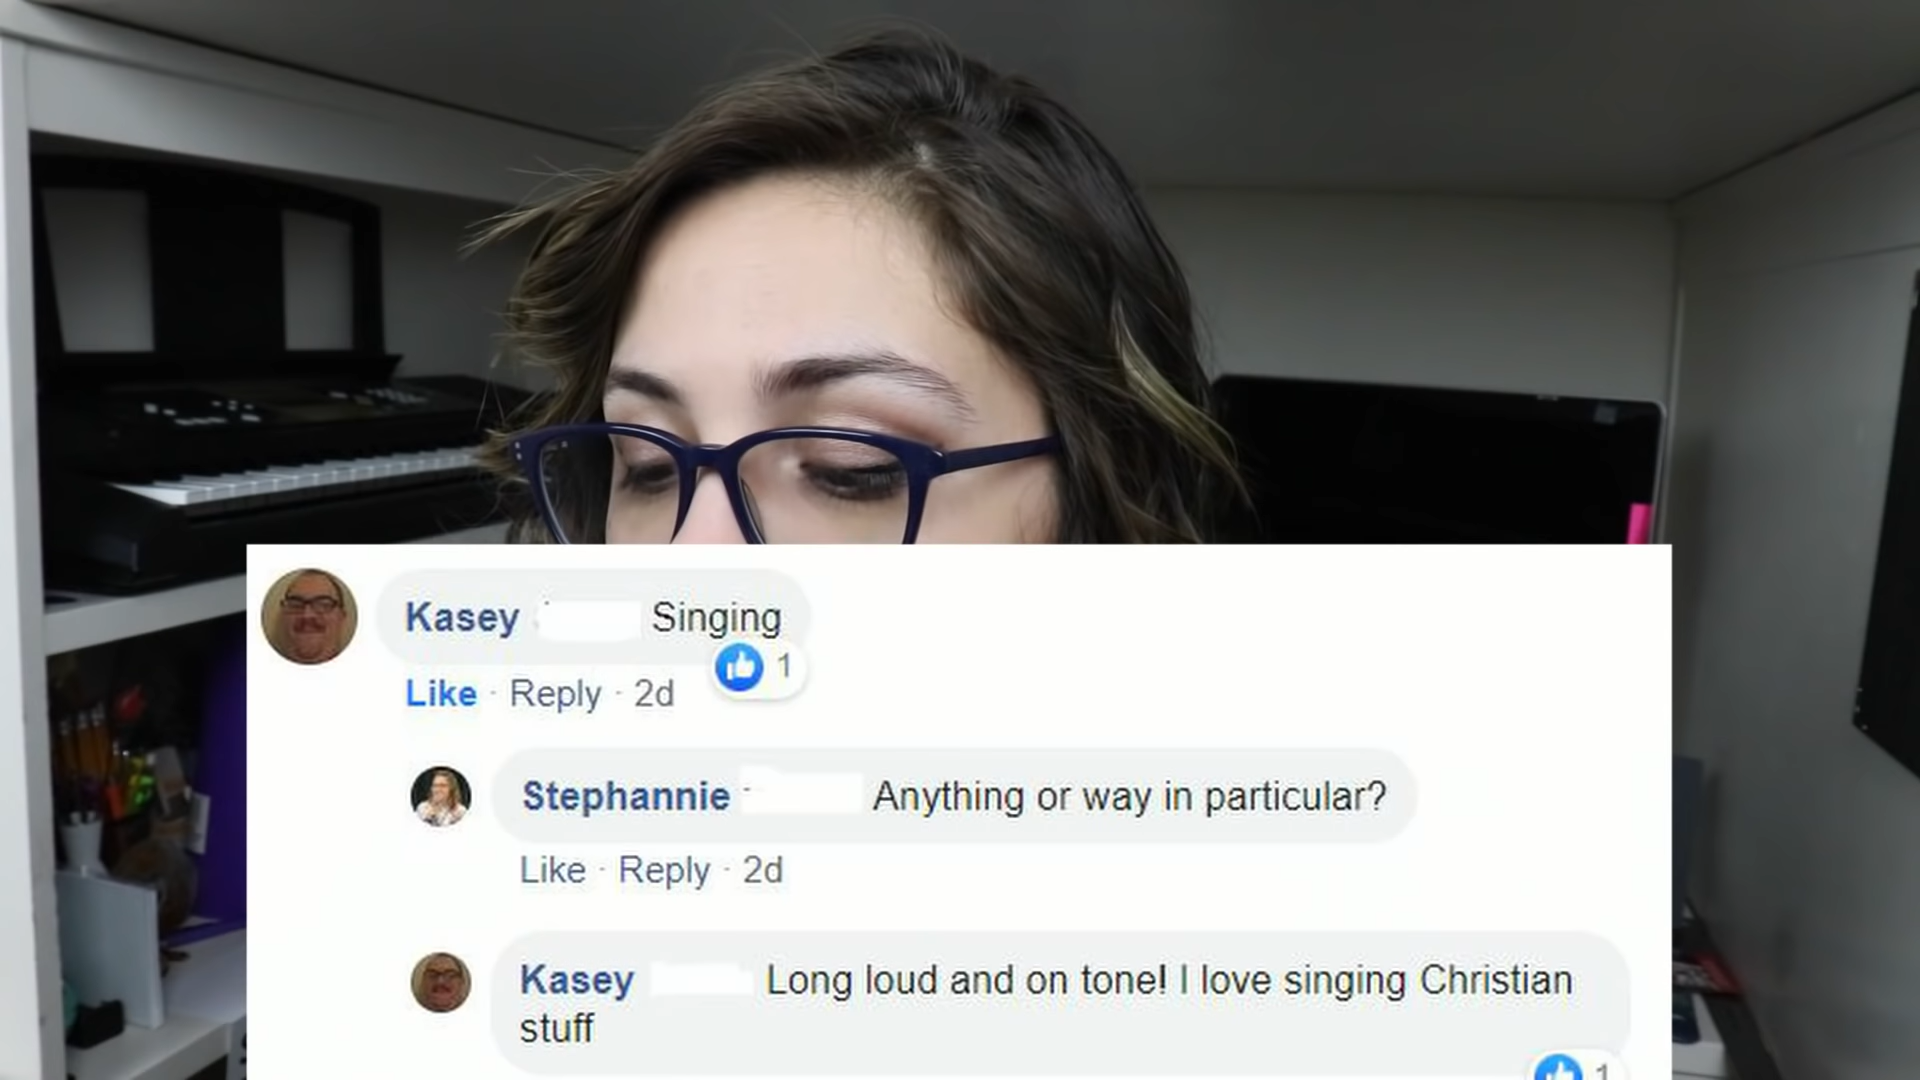 Kasey Singing
1
Like · Reply · 2d
Stephannie Anything or way in particular?
Like · Reply · 2d
Kasey Long loud and on tone! I love singing Christian
stuff
1